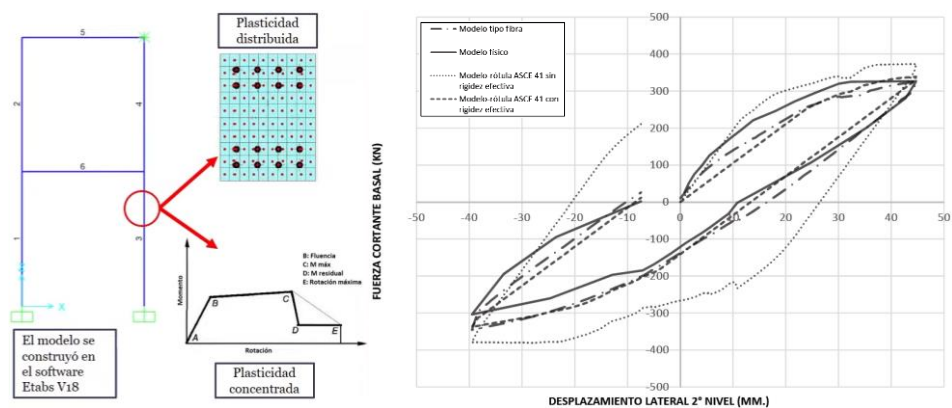 Plasticidad
distribuida
5
2
4
6
1
3
X
B: Fluencia
C: M máx
D: M residual
E: Rotación máxima
Momento
A
B
C
D
E
Rotación
El modelo se
construyó en
el software
Etabs V18
Plasticidad
concentrada
Modelo tipo fibra
Modelo físico
Modelo rótula ASCE 41 sin
rigidez efectiva
Modelo rótula ASCE 41 con
rigidez efectiva
FUERZA CORTANTE BASAL (KN)
500
400
300
200
100
0
-100
-200
-300
-400
-500
-50
-40
-30
-20
-10
0
10
20
30
40
50
DESPLAZAMIENTO LATERAL 2° NIVEL (MM.)